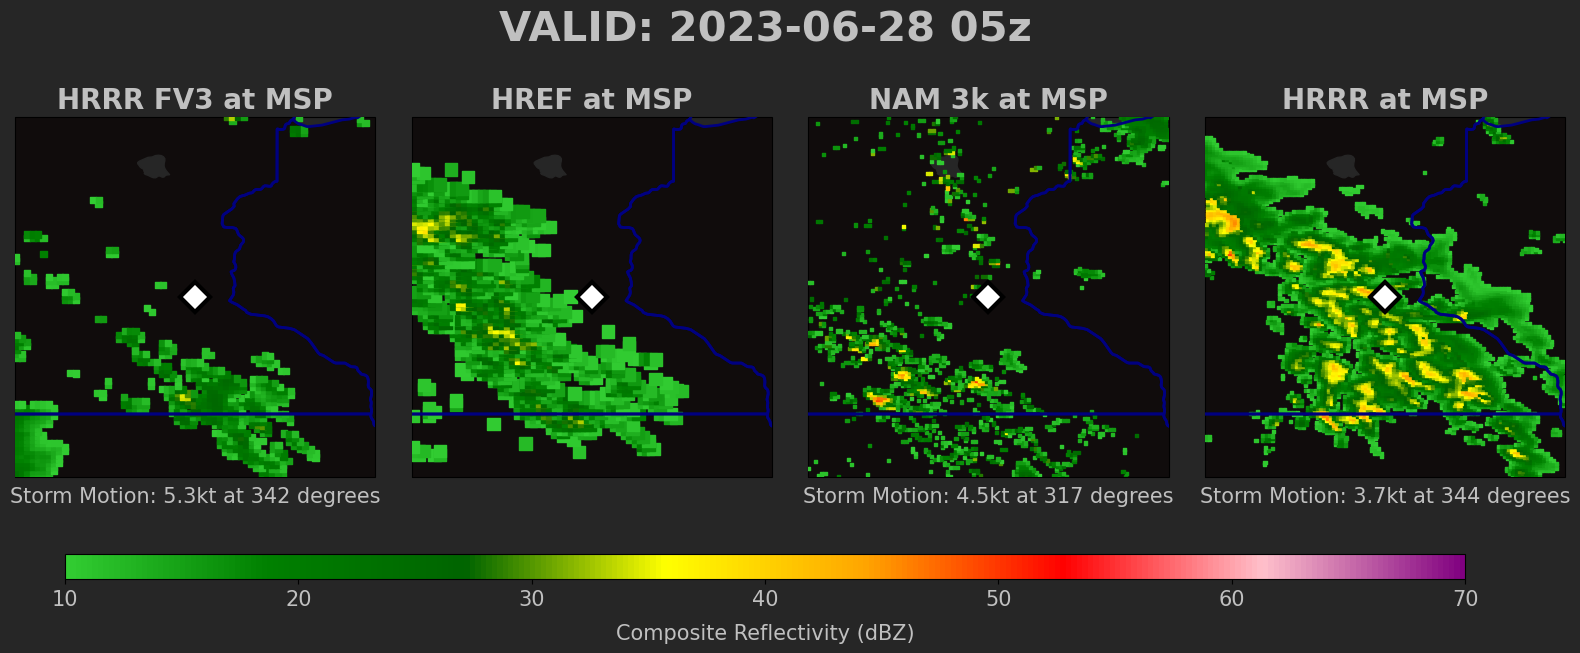 VALID: 2023-06-28 05z
HRRR FV3 at MSP
HREF at MSP
NAM 3k at MSP
HRRR at MSP
Storm Motion: 5.3kt at 342 degrees
Storm Motion: 4.5kt at 317 degrees
Storm Motion: 3.7kt at 344 degrees
10 20 30 40 50 60 70
Composite Reflectivity (dBZ)